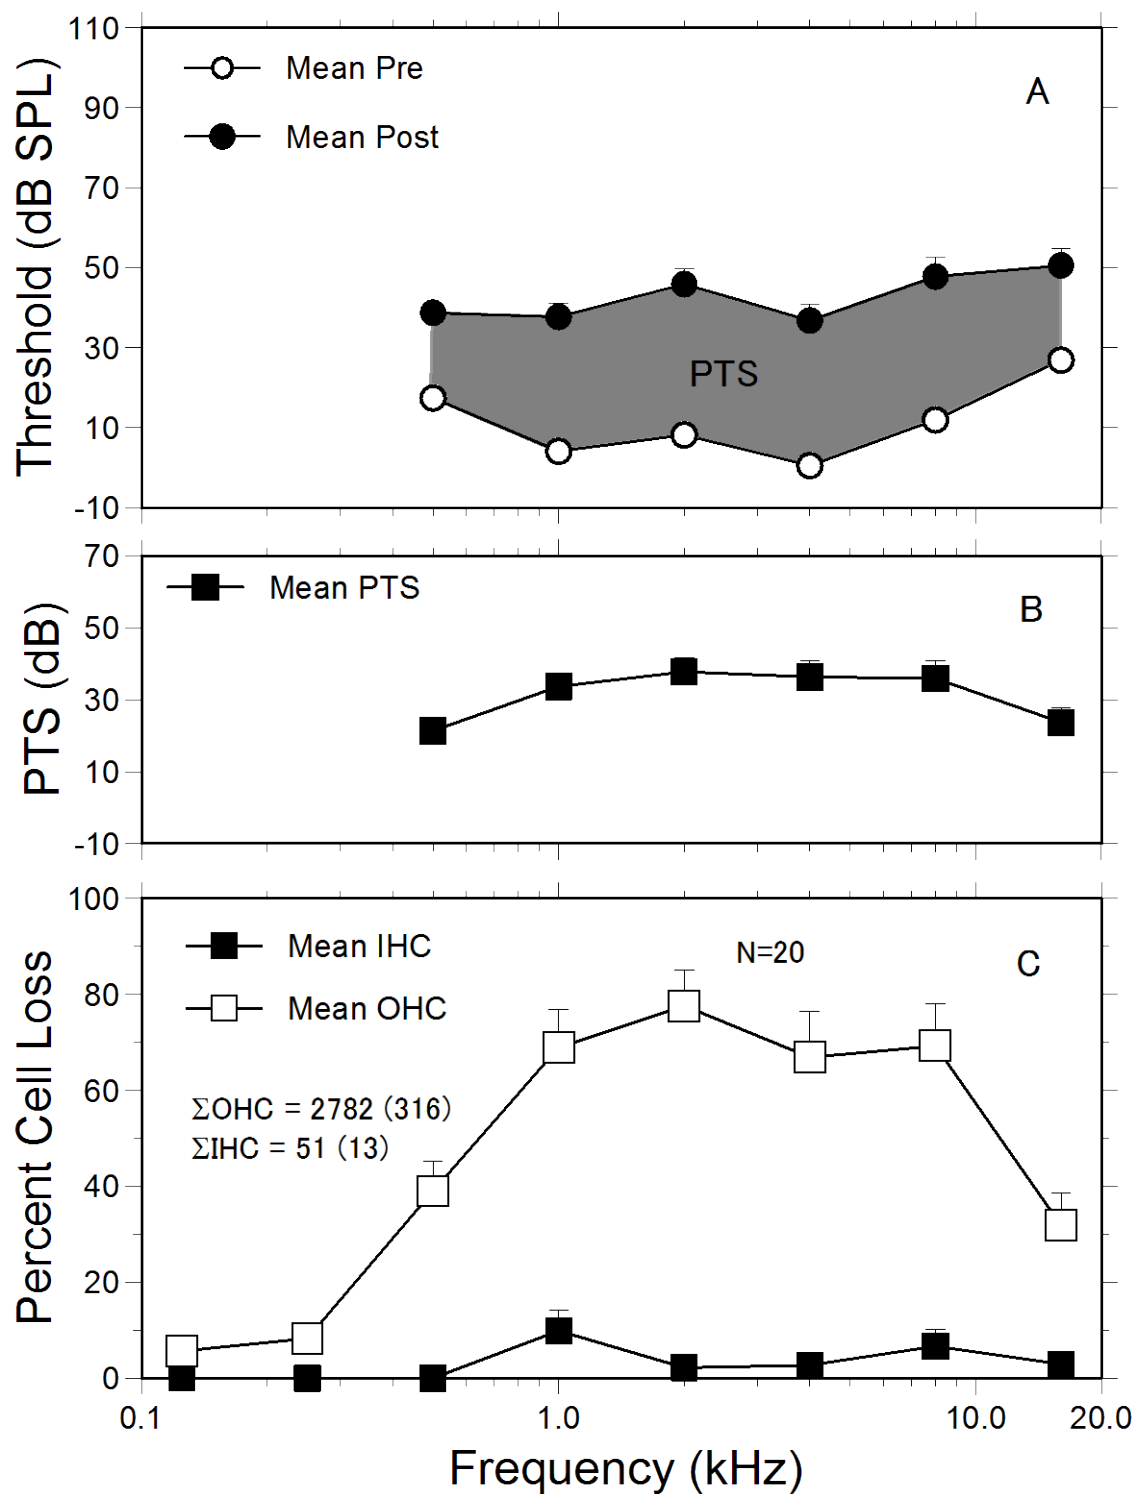 110
90
70
50
30
10
-10
Threshold (dB SPL)
Mean Pre
Mean Post
A
PTS
70
50
30
10
-10
PTS (dB)
Mean PTS
B
100
80
60
40
20
0
Percent Cell Loss
Mean IHC
Mean OHC
N=20
C
ΣOHC = 2782 (316)
ΣIHC = 51 (13)
0.1 1.0 10.0 20.0
Frequency (kHz)